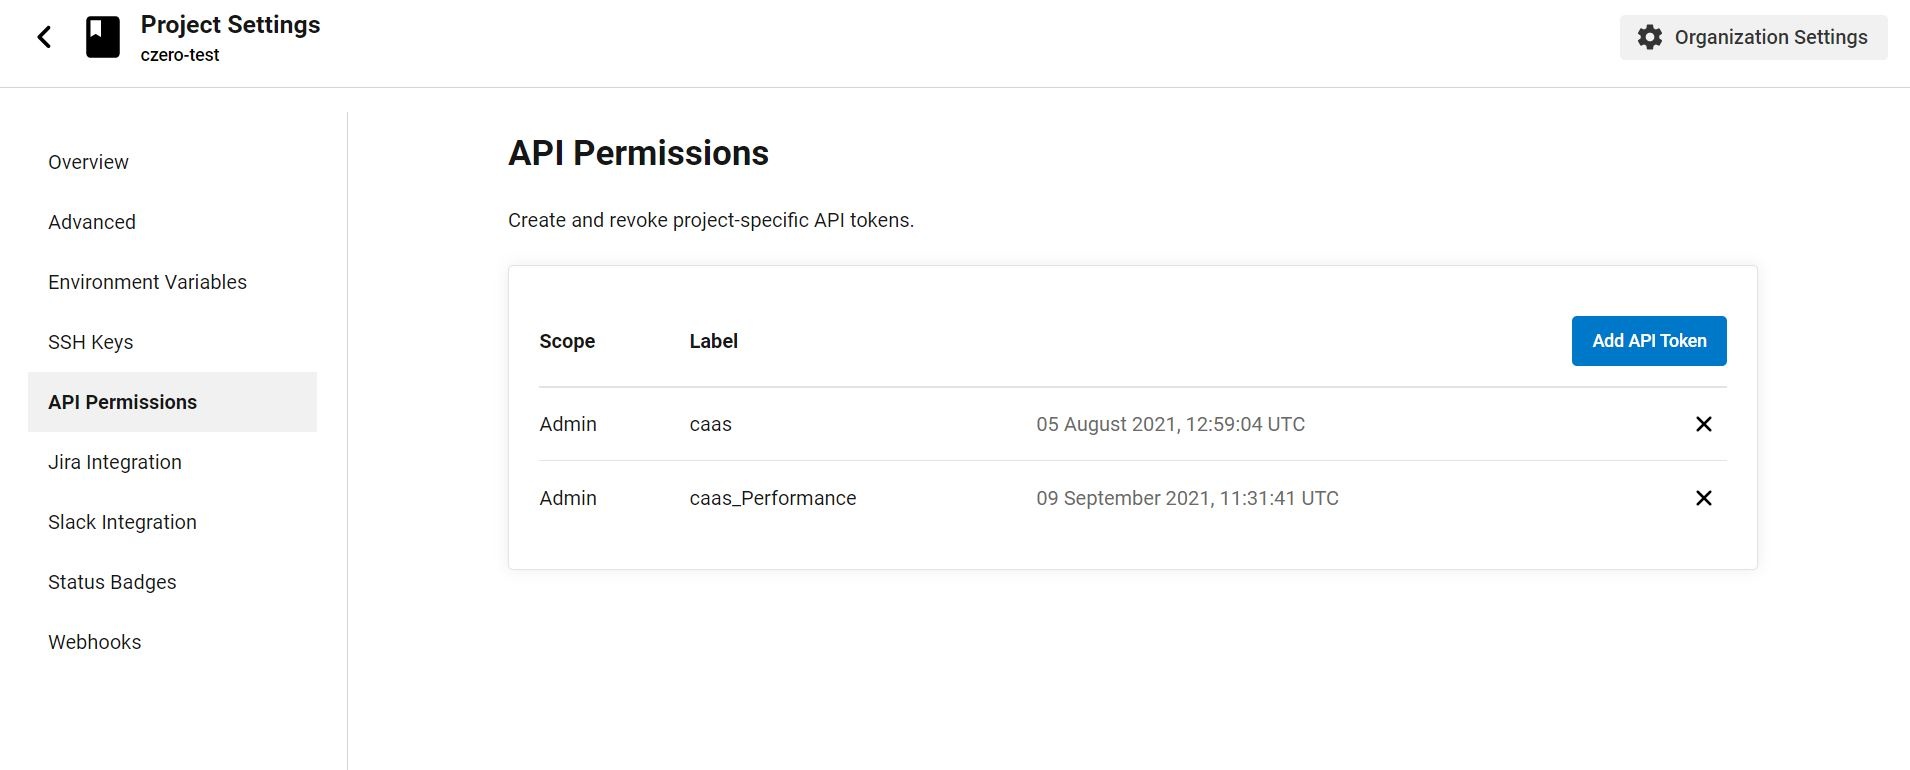 Project Settings
czero-test
Organization Settings
Overview
Advanced
Environment Variables
SSH Keys
API Permissions
Jira Integration
Slack Integration
Status Badges
Webhooks
API Permissions
Create and revoke project-specific API tokens.
Scope Label Add API Token
Admin caas 05 August 2021, 12:59:04 UTC
Admin caas_Performance 09 September 2021, 11:31:41 UTC